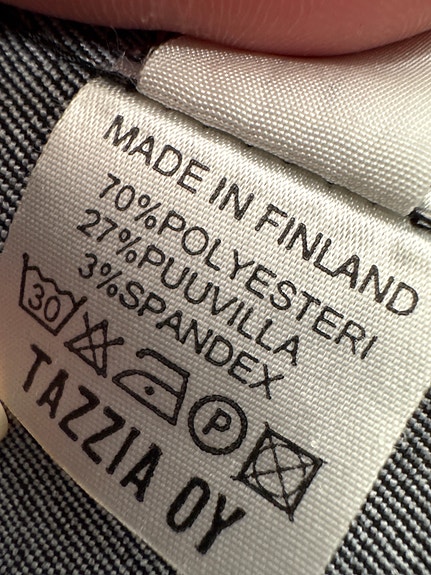 MADE IN FINLAND
70%POLYESTERI
27%PUUVILLA
3%SPANDEX
30 P
TAZZIA OY